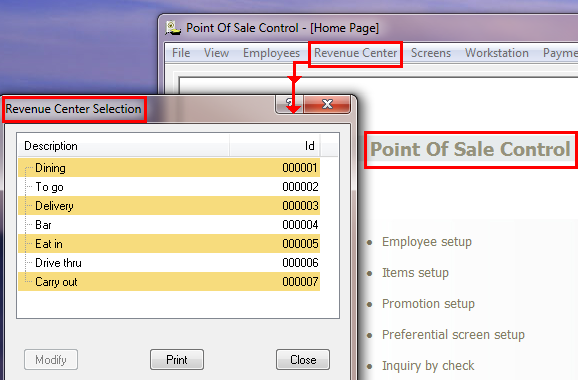 Point Of Sale Control - [Home Page]
File View Employees Revenue Center Screens Workstation Payme
Revenue Center Selection
?
Description Id
Dining 000001
To go 000002
Delivery 000003
Bar 000004
Eat in 000005
Drive thru 000006
Carry out 000007
Modify Print Close
Point Of Sale Control
• Employee setup
• Items setup
• Promotion setup
• Preferential screen setup
• Inquiry by check